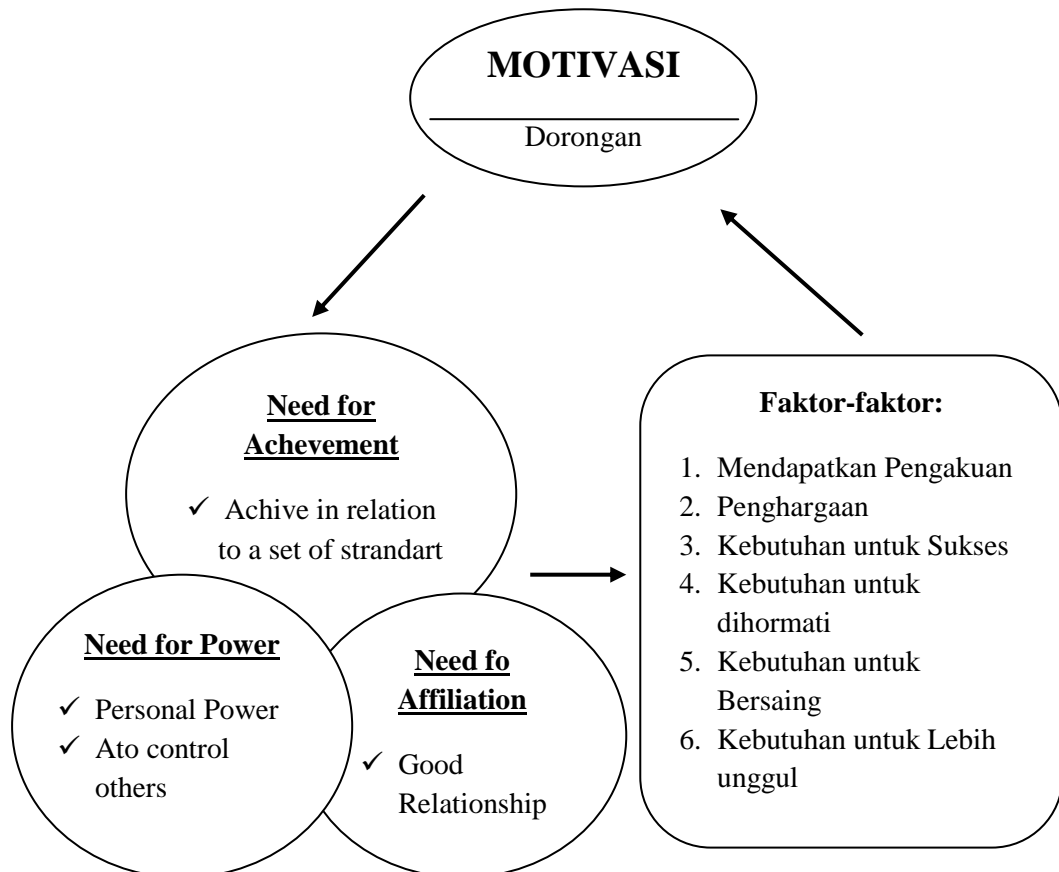 MOTIVASI
Dorongan
Need for
Achevement
✓ Achive in relation
to a set of strandart
Need for Power
✓ Personal Power
✓ Ato control
others
Need fo
Affiliation
✓ Good
Relationship
Faktor-faktor:
1. Mendapatkan Pengakuan
2. Penghargaan
3. Kebutuhan untuk Sukses
4. Kebutuhan untuk
dihormati
5. Kebutuhan untuk
Bersaing
6. Kebutuhan untuk Lebih
unggul